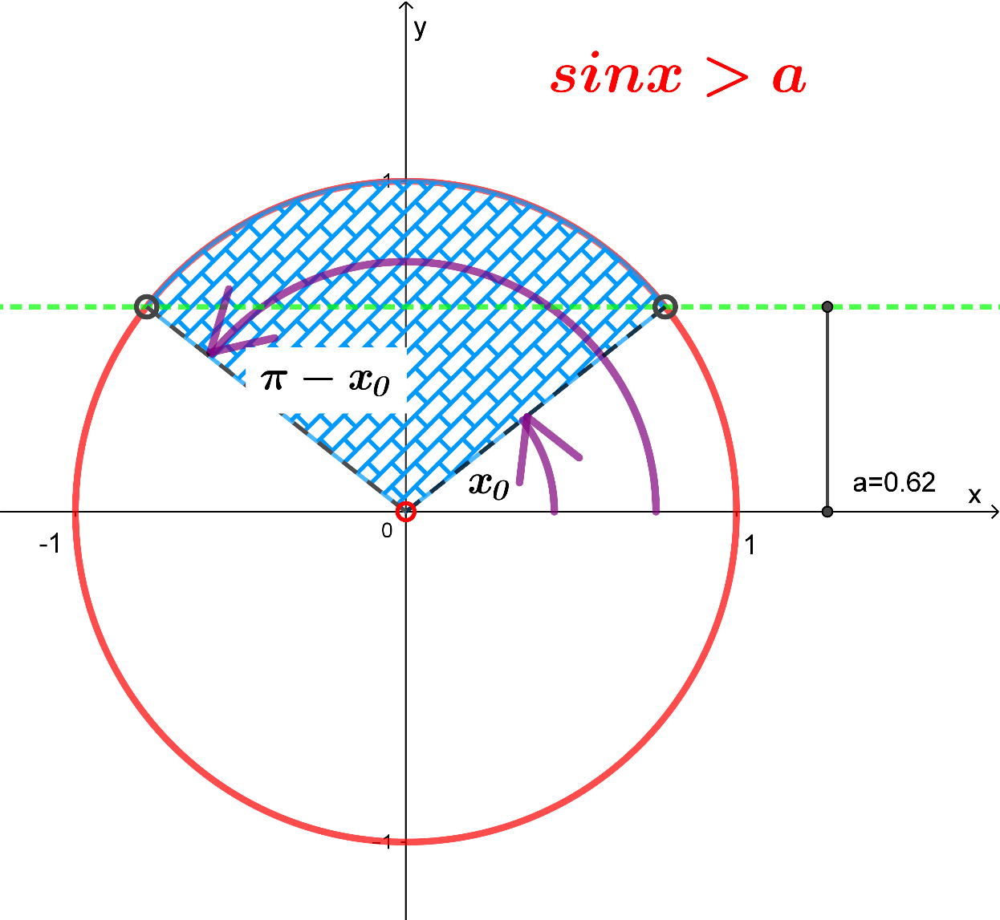 y
sinx > a
1
π − x₀
x₀
a=0.62
x
0
-1
1
-1